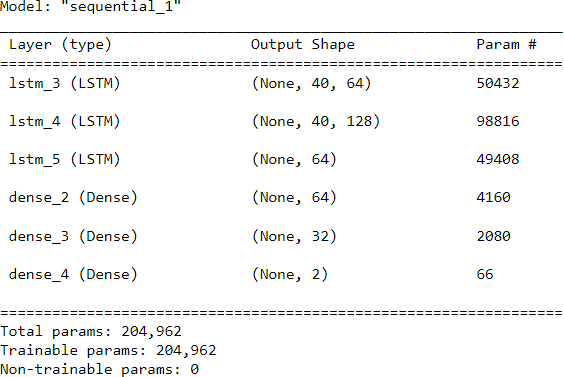 Model: "sequential_1"
_________________________________________________________________
Layer (type) Output Shape Param #
=================================================================
lstm_3 (LSTM) (None, 40, 64) 50432
lstm_4 (LSTM) (None, 40, 128) 98816
lstm_5 (LSTM) (None, 64) 49408
dense_2 (Dense) (None, 64) 4160
dense_3 (Dense) (None, 32) 2080
dense_4 (Dense) (None, 2) 66
=================================================================
Total params: 204,962
Trainable params: 204,962
Non-trainable params: 0